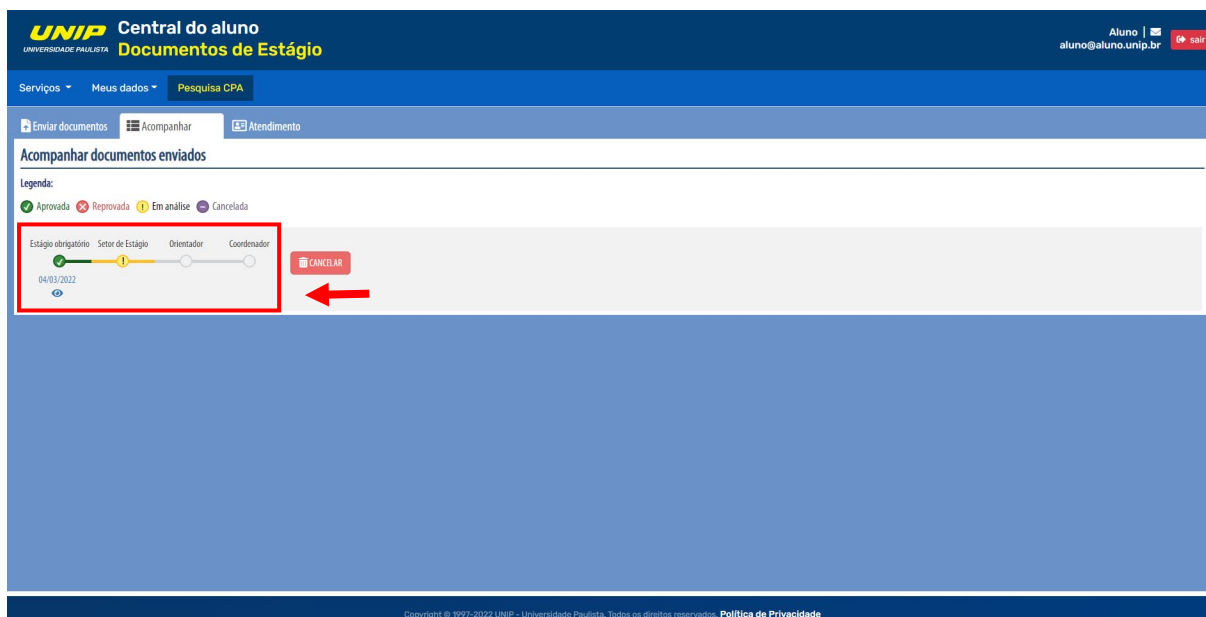 UNIP
UNIVERSIDADE PAULISTA
Central do aluno
Documentos de Estágio
Aluno |
aluno@aluno.unip.br
sair
Serviços
Meus dados
Pesquisa CPA
Enviar documentos
Acompanhar
Atendimento
Acompanhar documentos enviados
Legenda:
Aprovada Reprovada Em análise Cancelada
Estágio obrigatório Setor de Estágio Orientador Coordenador
CANCELAR
04/03/2022
Copyright © 1997-2022 UNIP - Universidade Paulista. Todos os direitos reservados. Política de Privacidade